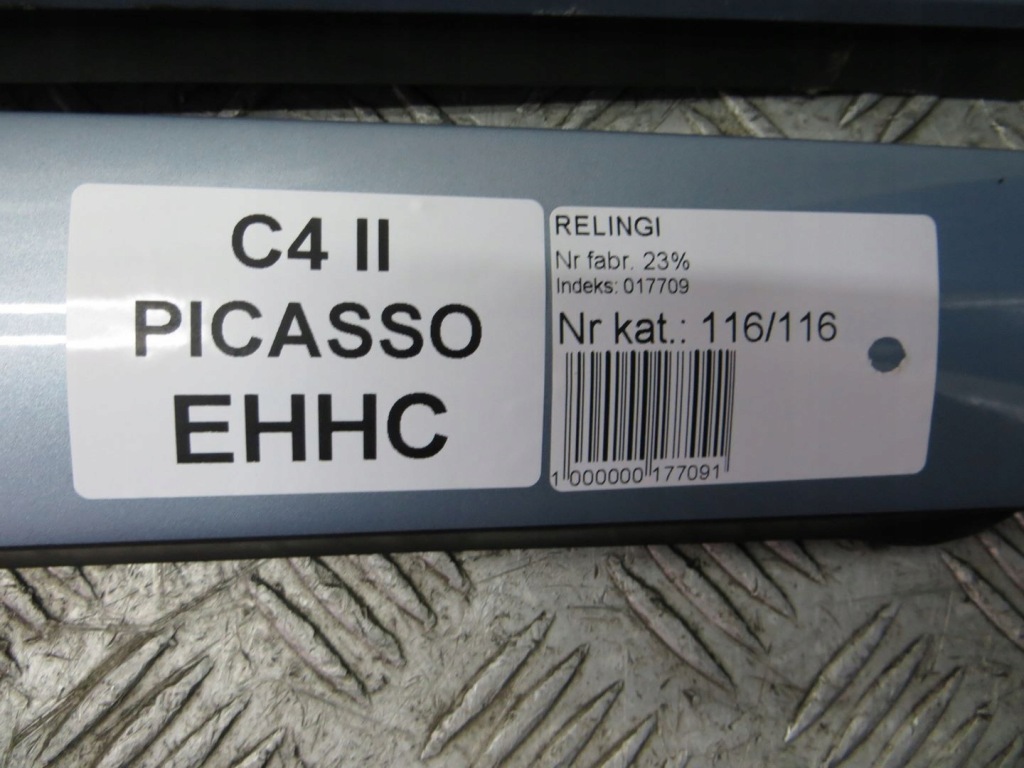 C4 II
PICASSO
EHHC
RELINGI
Nr fabr. 23%
Indeks: 017709
Nr kat.: 116/116
1 000000 177091